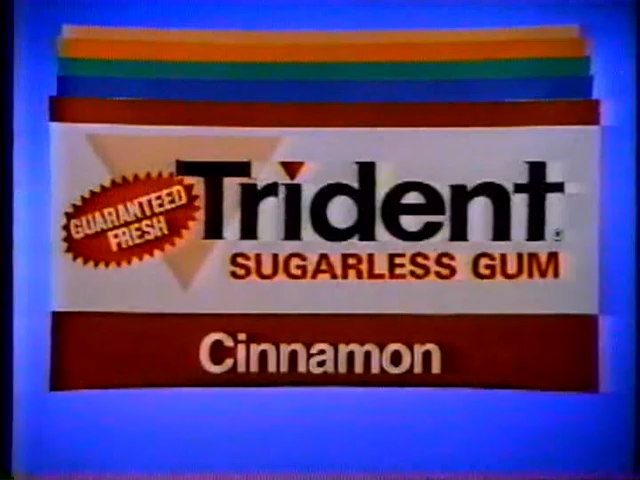 GUARANTEED
FRESH
Trident®
SUGARLESS GUM
Cinnamon